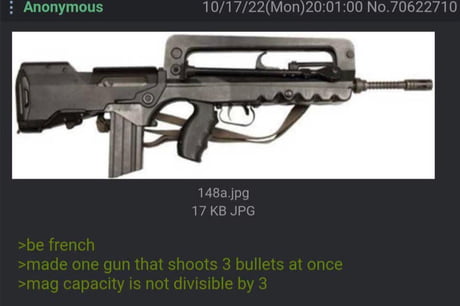 Anonymous 10/17/22(Mon)20:01:00 No.70622710
148a.jpg
17 KB JPG
>be french
>made one gun that shoots 3 bullets at once
>mag capacity is not divisible by 3